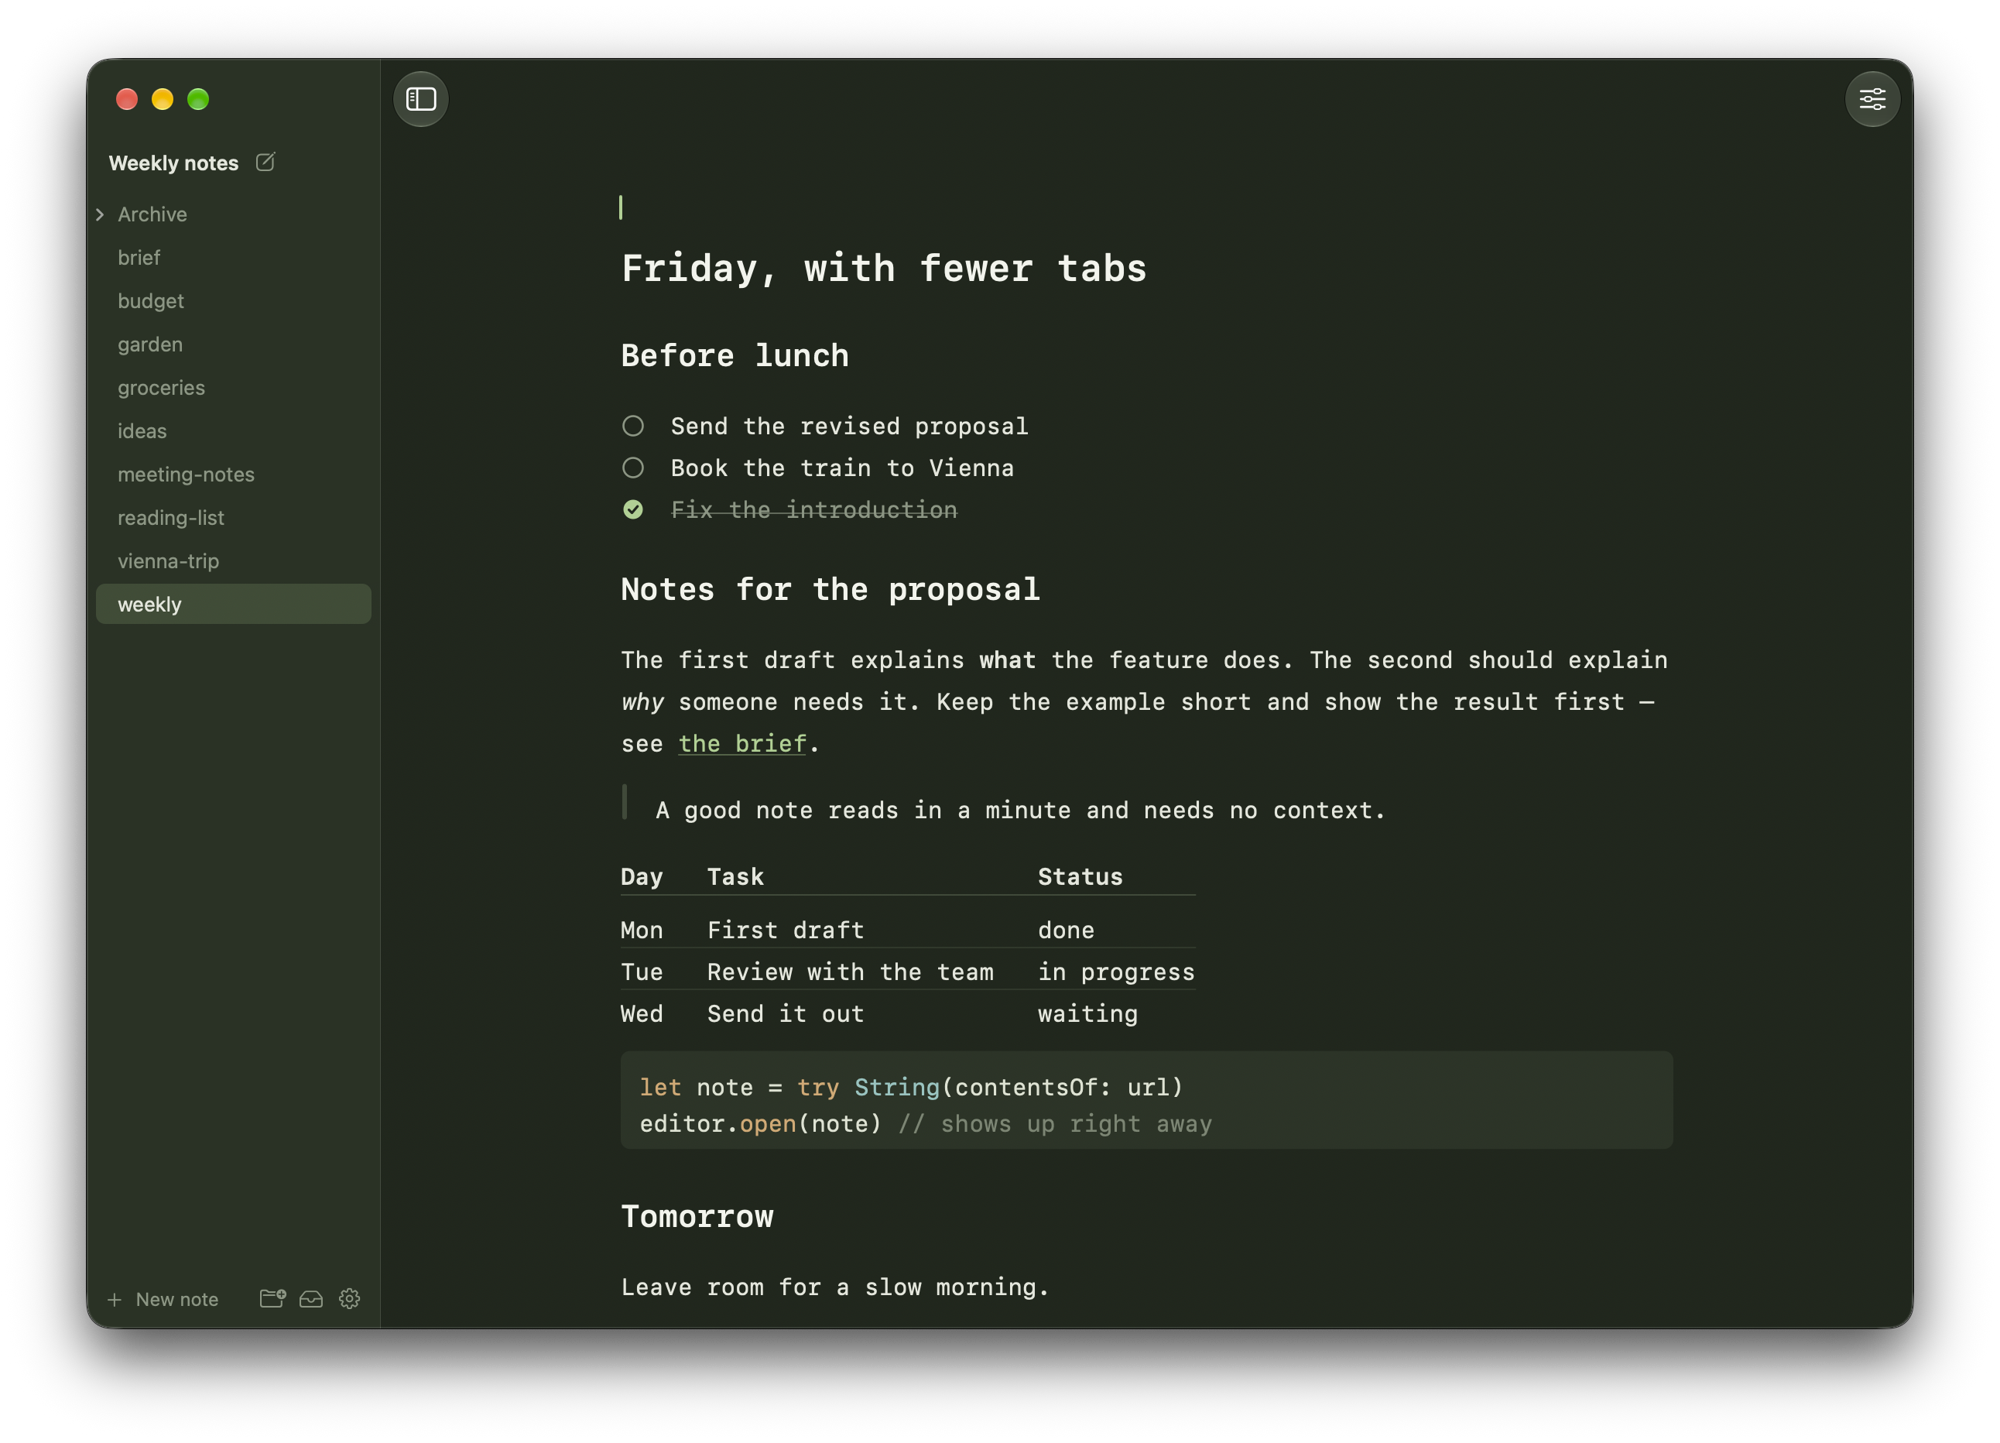 Weekly notes
Archive
brief
budget
garden
groceries
ideas
meeting-notes
reading-list
vienna-trip
weekly
New note
Friday, with fewer tabs
Before lunch
Send the revised proposal
Book the train to Vienna
Fix the introduction
Notes for the proposal
The first draft explains what the feature does. The second should explain
why someone needs it. Keep the example short and show the result first —
see the brief.
A good note reads in a minute and needs no context.
Day Task Status
Mon First draft done
Tue Review with the team in progress
Wed Send it out waiting
let note = try String(contentsOf: url)
editor.open(note) // shows up right away
Tomorrow
Leave room for a slow morning.